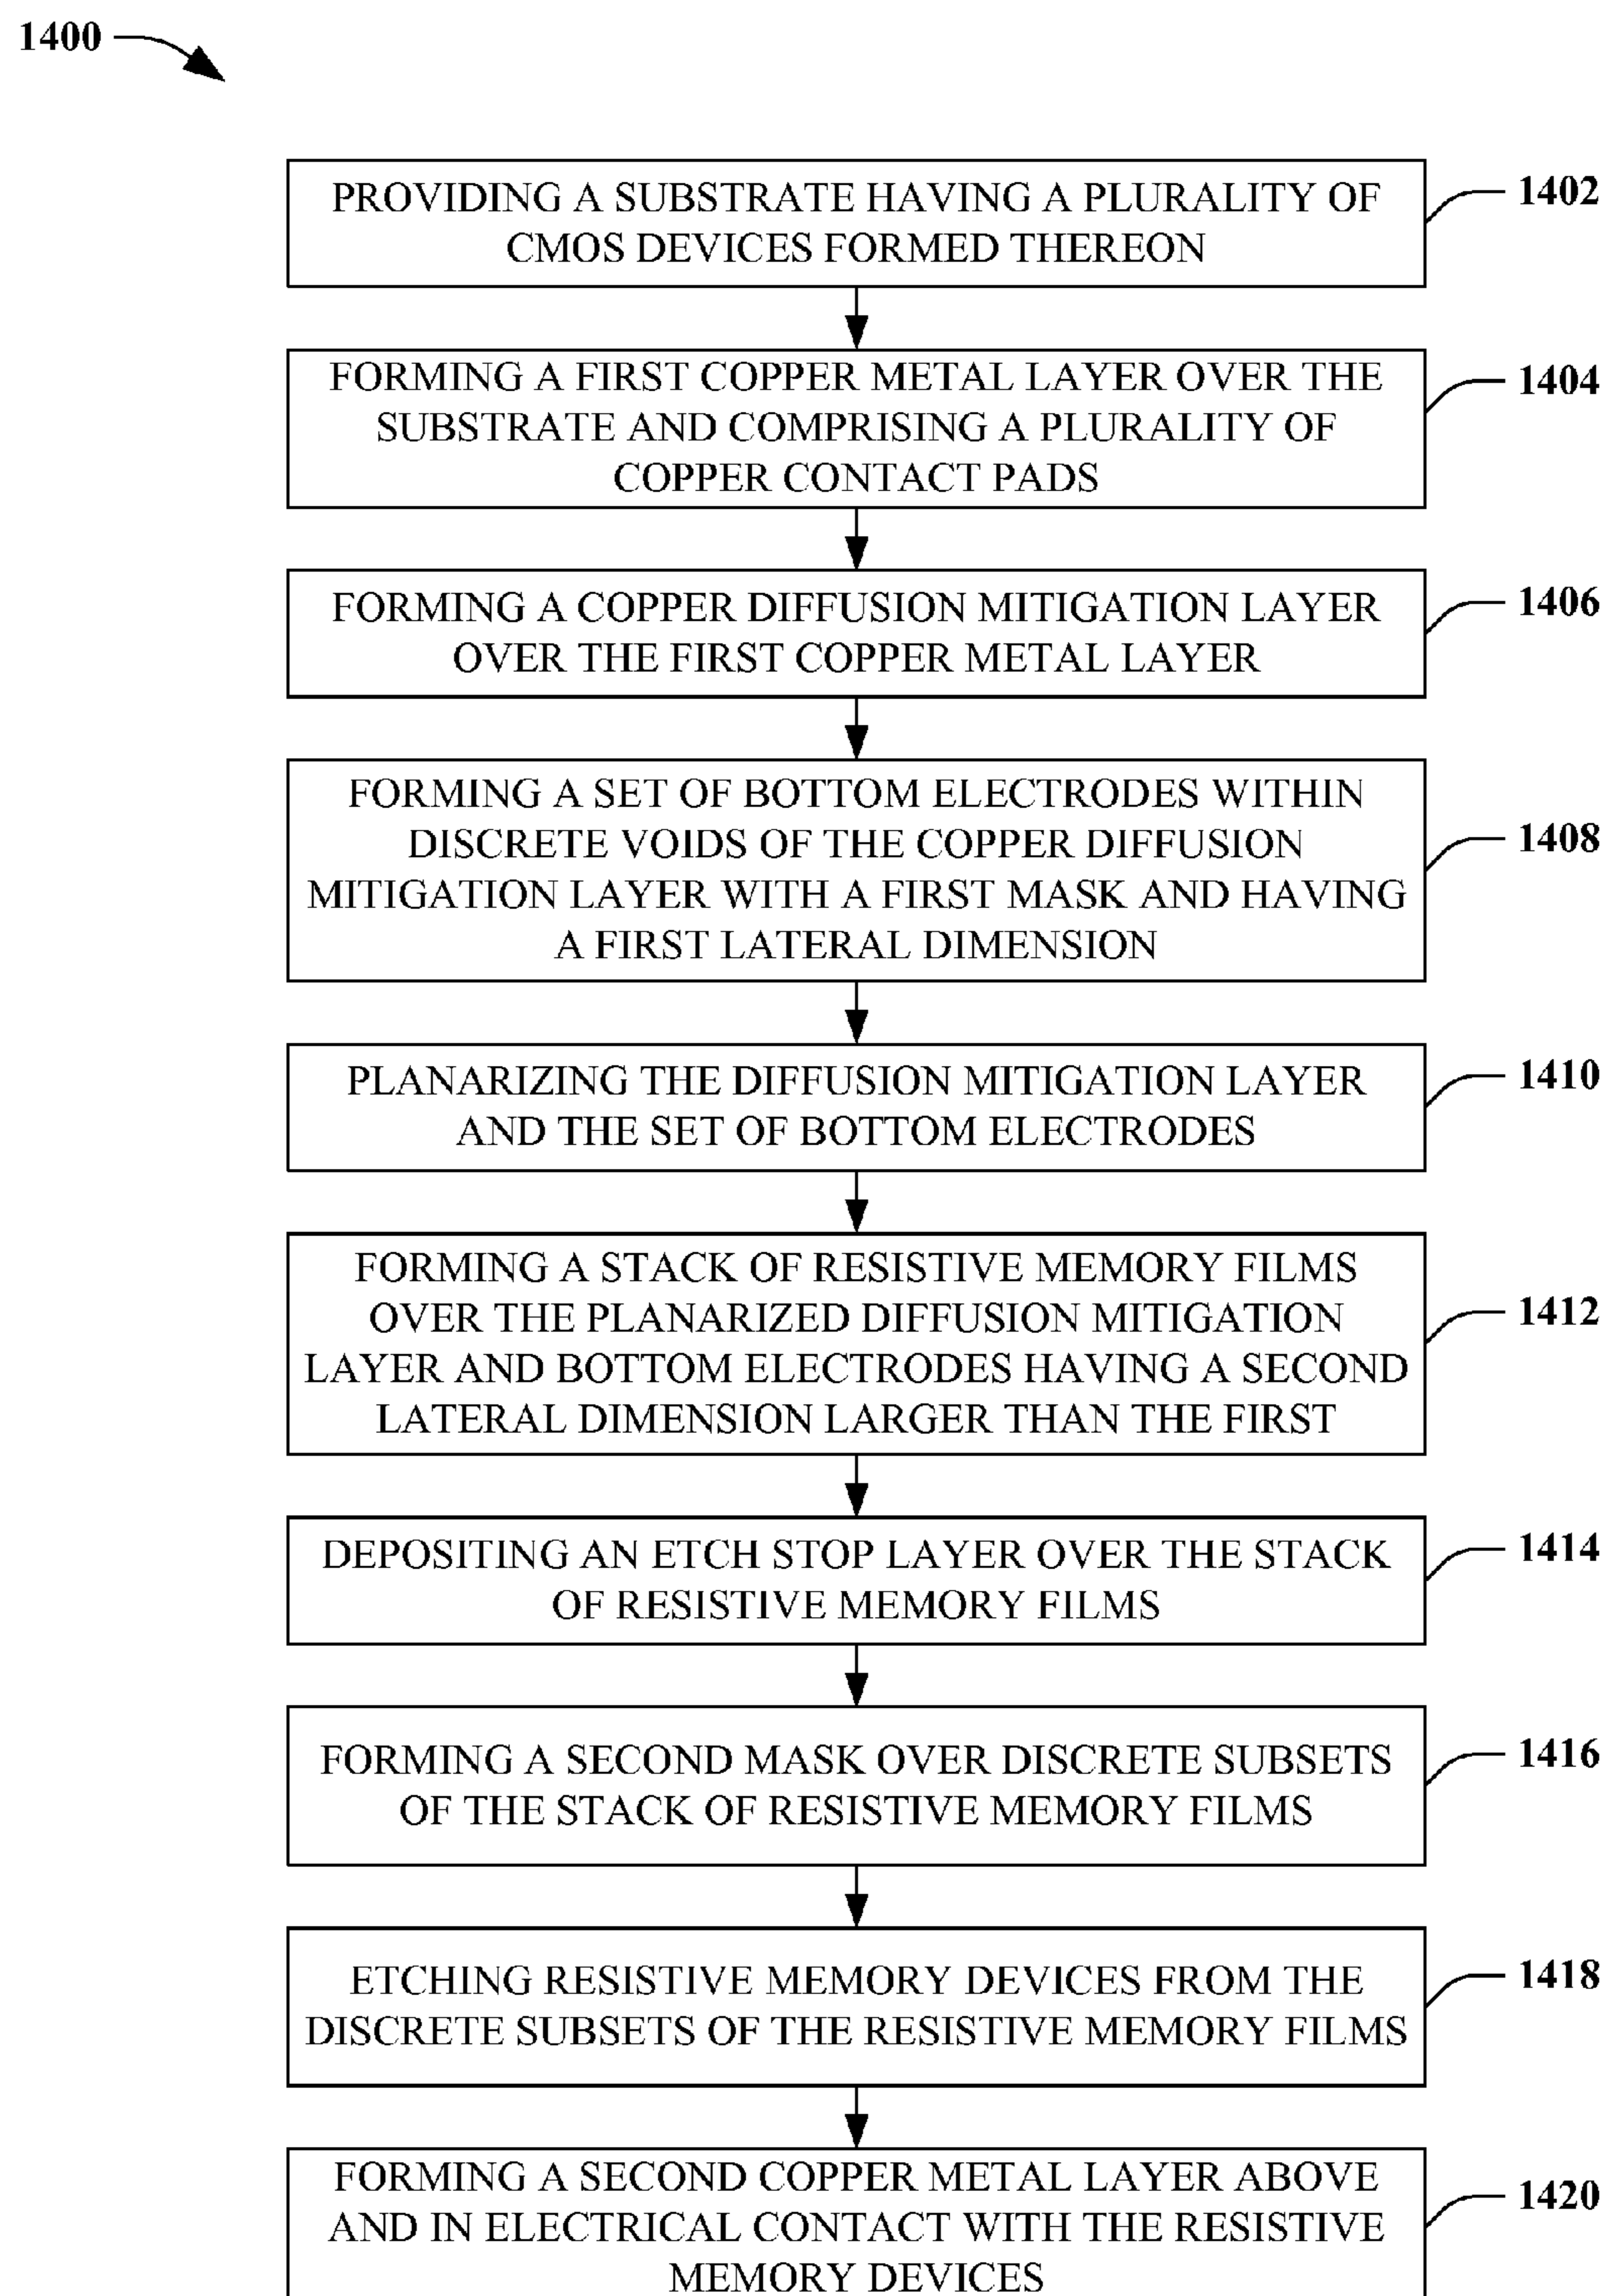 1400
PROVIDING A SUBSTRATE HAVING A PLURALITY OF
CMOS DEVICES FORMED THEREON
1402
FORMING A FIRST COPPER METAL LAYER OVER THE
SUBSTRATE AND COMPRISING A PLURALITY OF
COPPER CONTACT PADS
1404
FORMING A COPPER DIFFUSION MITIGATION LAYER
OVER THE FIRST COPPER METAL LAYER
1406
FORMING A SET OF BOTTOM ELECTRODES WITHIN
DISCRETE VOIDS OF THE COPPER DIFFUSION
MITIGATION LAYER WITH A FIRST MASK AND HAVING
A FIRST LATERAL DIMENSION
1408
PLANARIZING THE DIFFUSION MITIGATION LAYER
AND THE SET OF BOTTOM ELECTRODES
1410
FORMING A STACK OF RESISTIVE MEMORY FILMS
OVER THE PLANARIZED DIFFUSION MITIGATION
LAYER AND BOTTOM ELECTRODES HAVING A SECOND
LATERAL DIMENSION LARGER THAN THE FIRST
1412
DEPOSITING AN ETCH STOP LAYER OVER THE STACK
OF RESISTIVE MEMORY FILMS
1414
FORMING A SECOND MASK OVER DISCRETE SUBSETS
OF THE STACK OF RESISTIVE MEMORY FILMS
1416
ETCHING RESISTIVE MEMORY DEVICES FROM THE
DISCRETE SUBSETS OF THE RESISTIVE MEMORY FILMS
1418
FORMING A SECOND COPPER METAL LAYER ABOVE
AND IN ELECTRICAL CONTACT WITH THE RESISTIVE
MEMORY DEVICES
1420